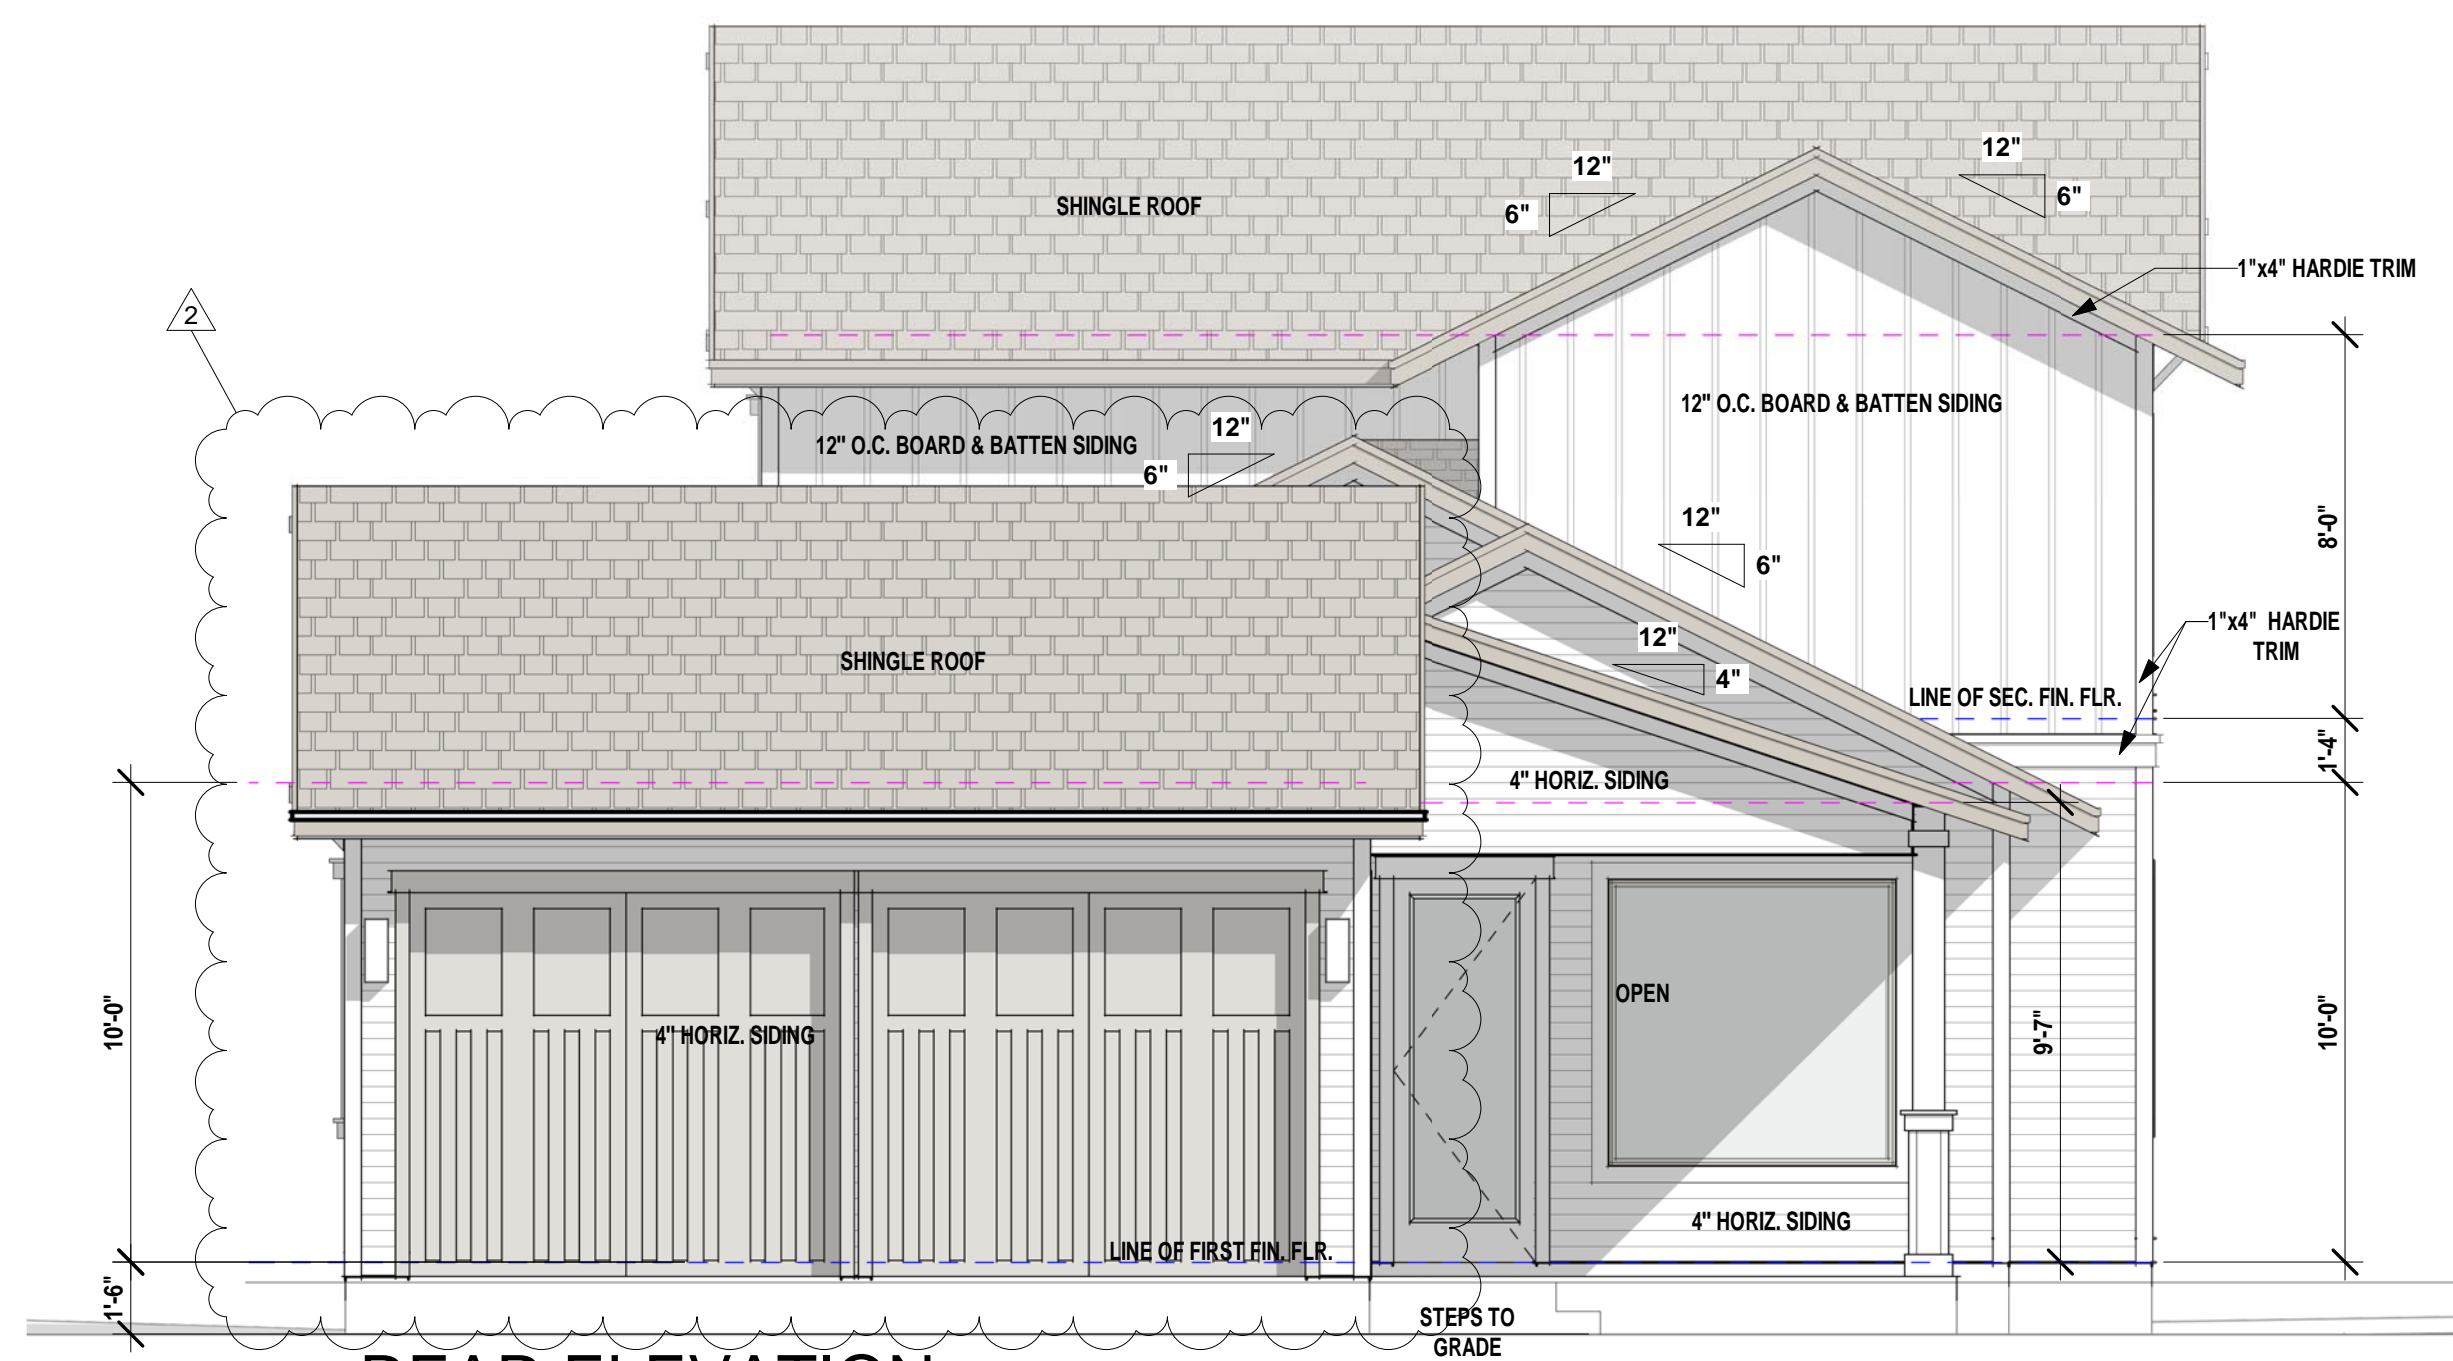 12"
12"
6"
6"
SHINGLE ROOF
1"x4" HARDIE TRIM
2
12" O.C. BOARD & BATTEN SIDING
12"
12" O.C. BOARD & BATTEN SIDING
6"
12"
6"
8'-0"
1"x4" HARDIE
TRIM
12"
SHINGLE ROOF
4"
LINE OF SEC. FIN. FLR.
1'-4"
4" HORIZ. SIDING
OPEN
10'-0"
4" HORIZ. SIDING
9'-7"
10'-0"
4" HORIZ. SIDING
LINE OF FIRST FIN. FLR.
1'-6"
STEPS TO
GRADE
REAR ELEVATION